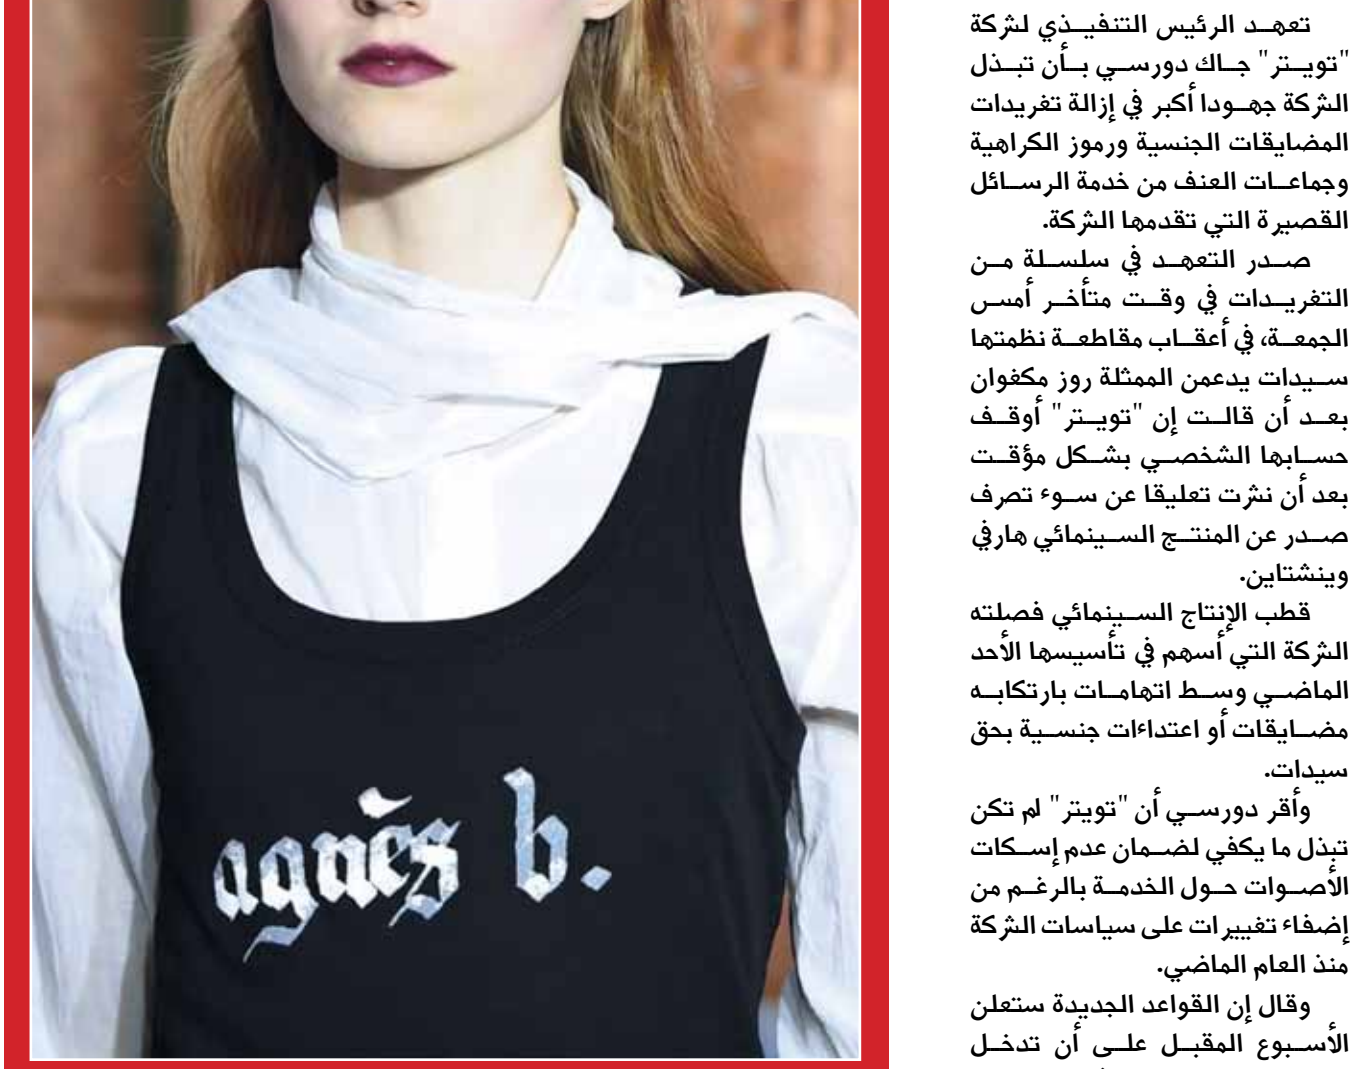 تعهد الرئيس التنفيذي لشركة
"تويتر" جاك دورسي بأن تبذل
الشركة جهودا أكبر في إزالة تغريدات
المضايقات الجنسية ورموز الكراهية
وجماعات العنف من خدمة الرسائل
القصيرة التي تقدمها الشركة.
صدر التعهد في سلسلة من
التغريدات في وقت متأخر أمس
الجمعة، في أعقاب مقاطعة نظمتها
سيدات يدعمن الممثلة روز مكغوان
بعد أن قالت إن "تويتر" أوقف
حسابها الشخصي بشكل مؤقت
بعد أن نشرت تعليقا عن سوء تصرف
صدر عن المنتج السينمائي هارفي
وينشتاين.
قطب الإنتاج السينمائي فصلته
الشركة التي أسهم في تأسيسها الأحد
الماضي وسط اتهامات بارتكابه
مضايقات أو اعتداءات جنسية بحق
سيدات.
وأقر دورسي أن "تويتر" لم تكن
تبذل ما يكفي لضمان عدم إسكات
الأصوات حول الخدمة بالرغم من
إضفاء تغييرات على سياسات الشركة
منذ العام الماضي.
وقال إن القواعد الجديدة ستعلن
الأسبوع المقبل على أن تدخل
agnès b.